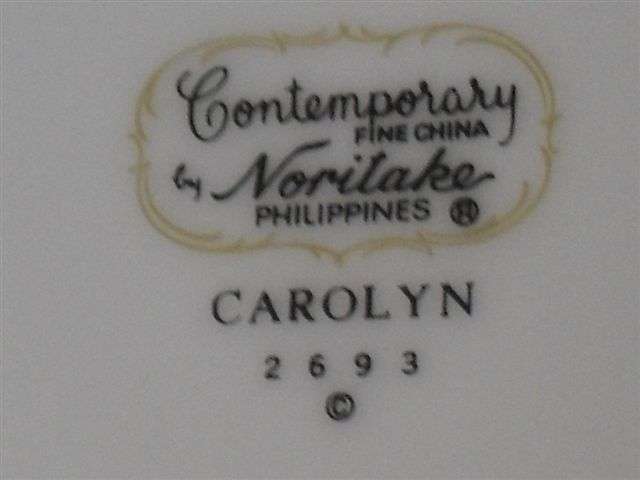 Contemporary
FINE CHINA
by Noritake
PHILIPPINES ®
CAROLYN
2693
©